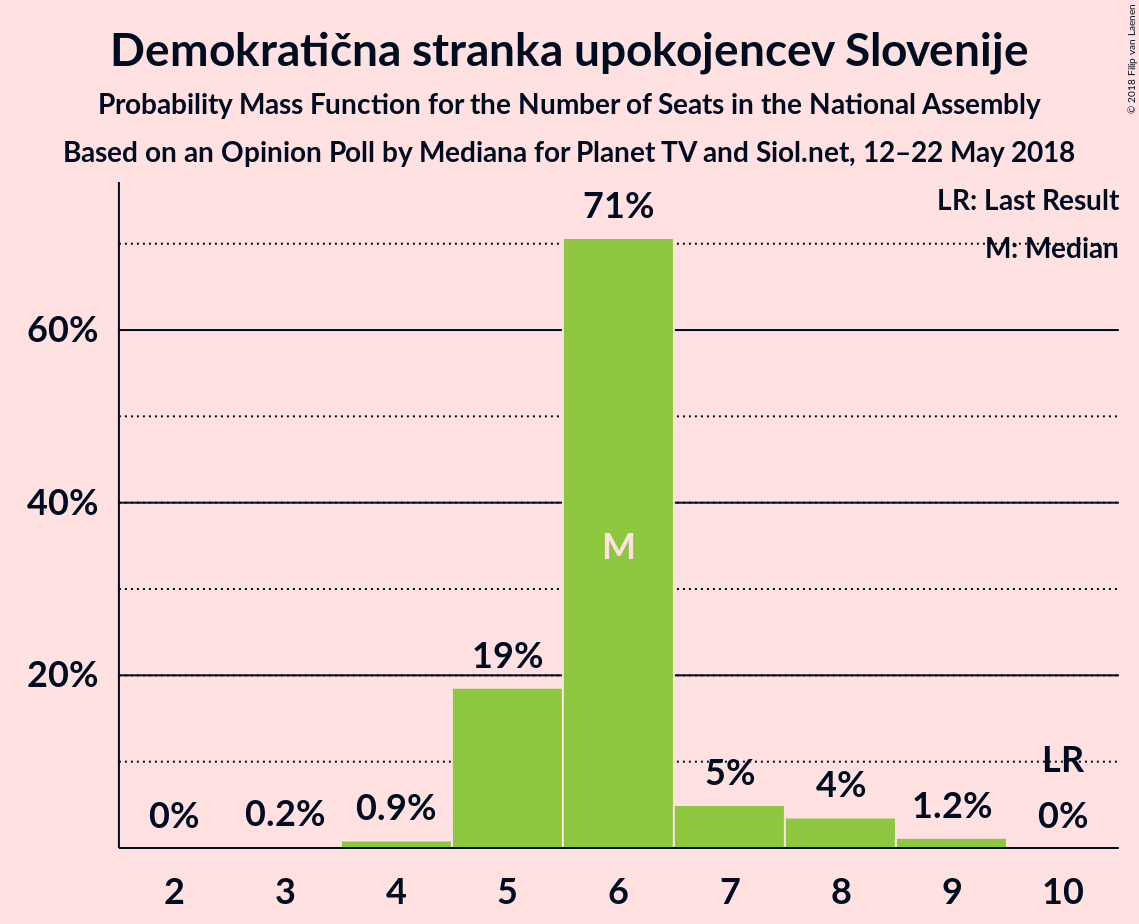 Demokratična stranka upokojencev Slovenije
Probability Mass Function for the Number of Seats in the National Assembly
Based on an Opinion Poll by Mediana for Planet TV and Siol.net, 12–22 May 2018
© 2018 Filip van Laenen
LR: Last Result
M: Median
71%
60%
40%
M
19%
20%
LR
0% 0.2% 0.9% 5% 4% 1.2% 0%
2 3 4 5 6 7 8 9 10